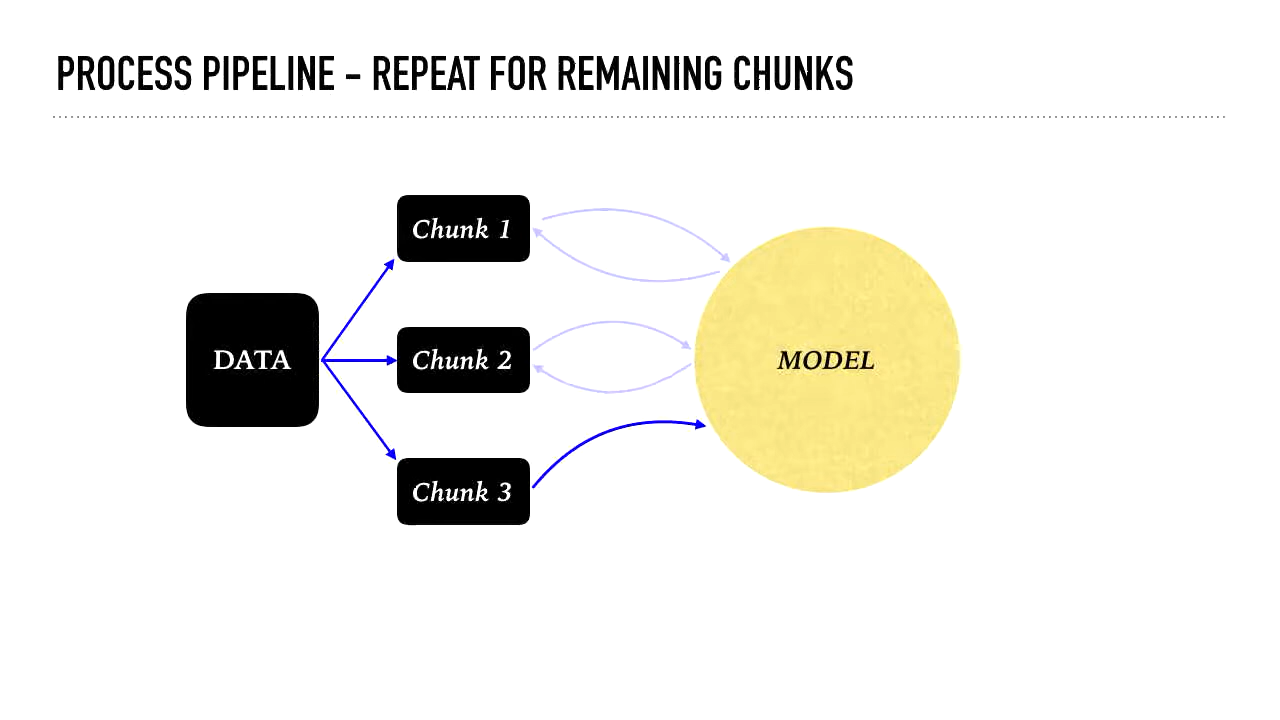 PROCESS PIPELINE – REPEAT FOR REMAINING CHUNKS
Chunk 1
DATA
Chunk 2
MODEL
Chunk 3